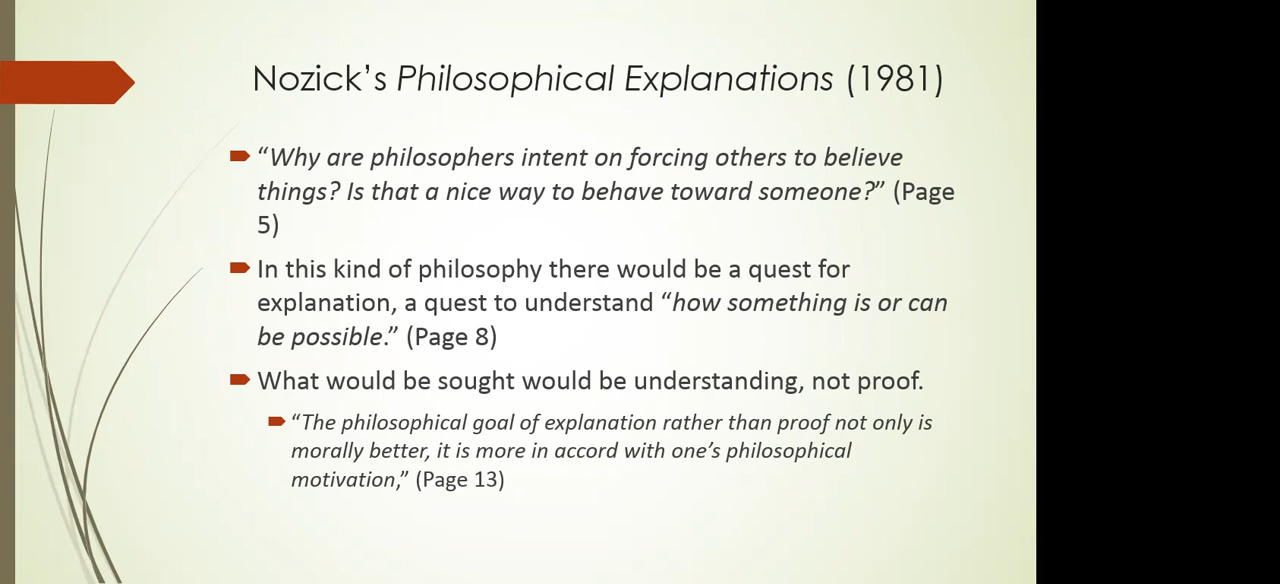 Nozick’s Philosophical Explanations (1981)
“Why are philosophers intent on forcing others to believe
things? Is that a nice way to behave toward someone?” (Page
5)
In this kind of philosophy there would be a quest for
explanation, a quest to understand “how something is or can
be possible.” (Page 8)
What would be sought would be understanding, not proof.
“The philosophical goal of explanation rather than proof not only is
morally better, it is more in accord with one’s philosophical
motivation,” (Page 13)